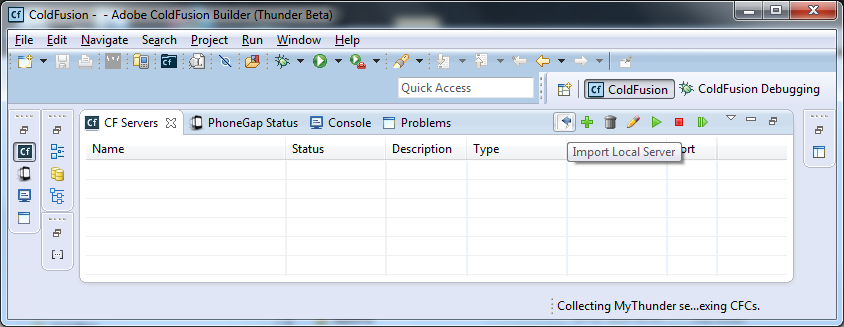 Cf ColdFusion - - Adobe ColdFusion Builder (Thunder Beta)
File Edit Navigate Search Project Run Window Help
Quick Access
Cf ColdFusion
ColdFusion Debugging
Cf CF Servers
PhoneGap Status
Console
Problems
Name Status Description Type ort
Import Local Server
Collecting MyThunder se...exing CFCs.